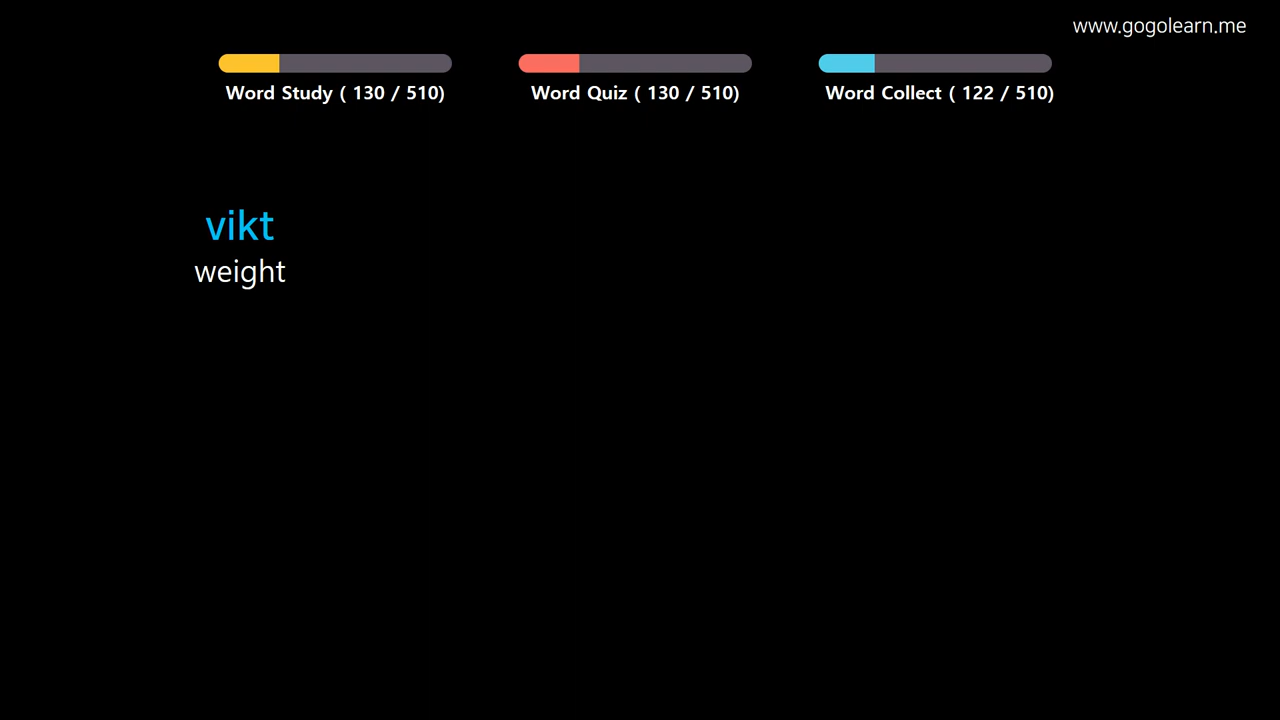 www.gogolearn.me
Word Study ( 130 / 510)
Word Quiz ( 130 / 510)
Word Collect ( 122 / 510)
vikt
weight